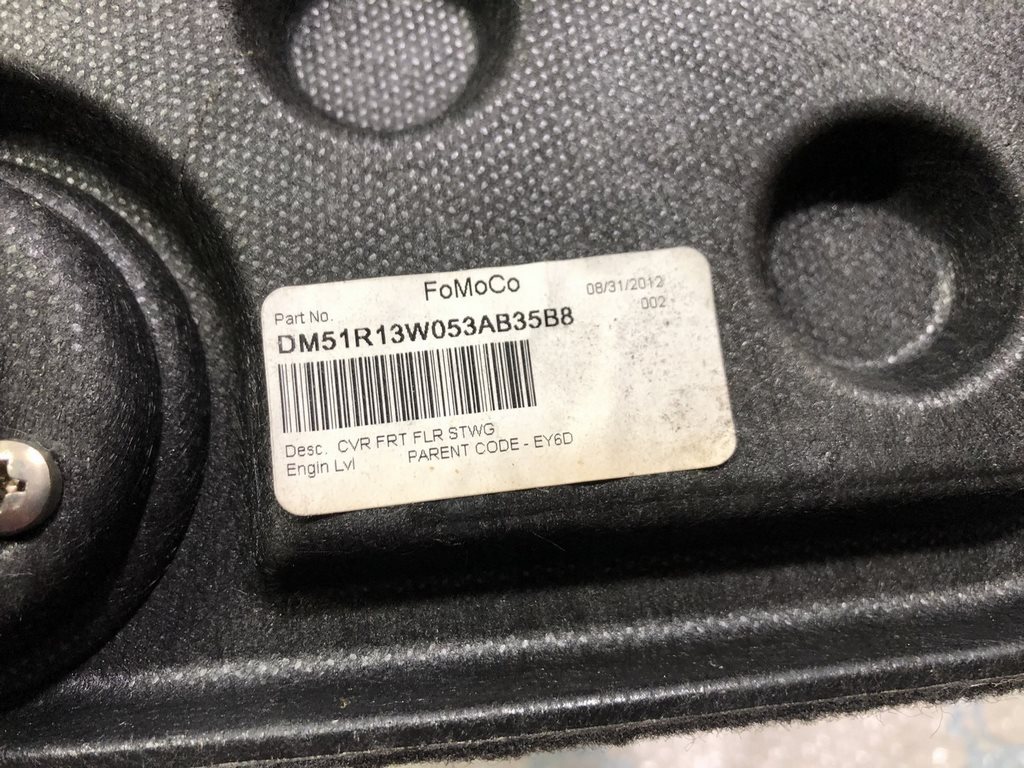 FoMoCo
08/31/2012
Part No.
002
DM51R13W053AB35B8
Desc. CVR FRT FLR STWG
Engin Lvl PARENT CODE - EY6D